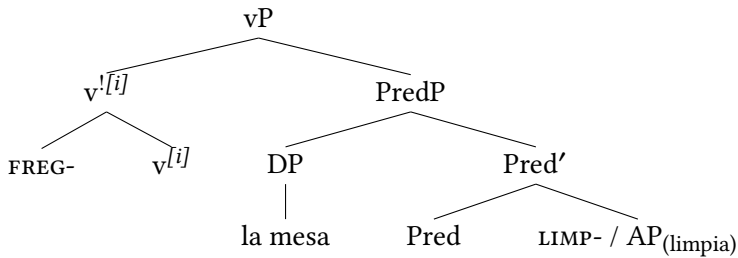 vP
v![i] PredP
FREG- v[i] DP Pred′
la mesa Pred LIMP- / AP(limpia)